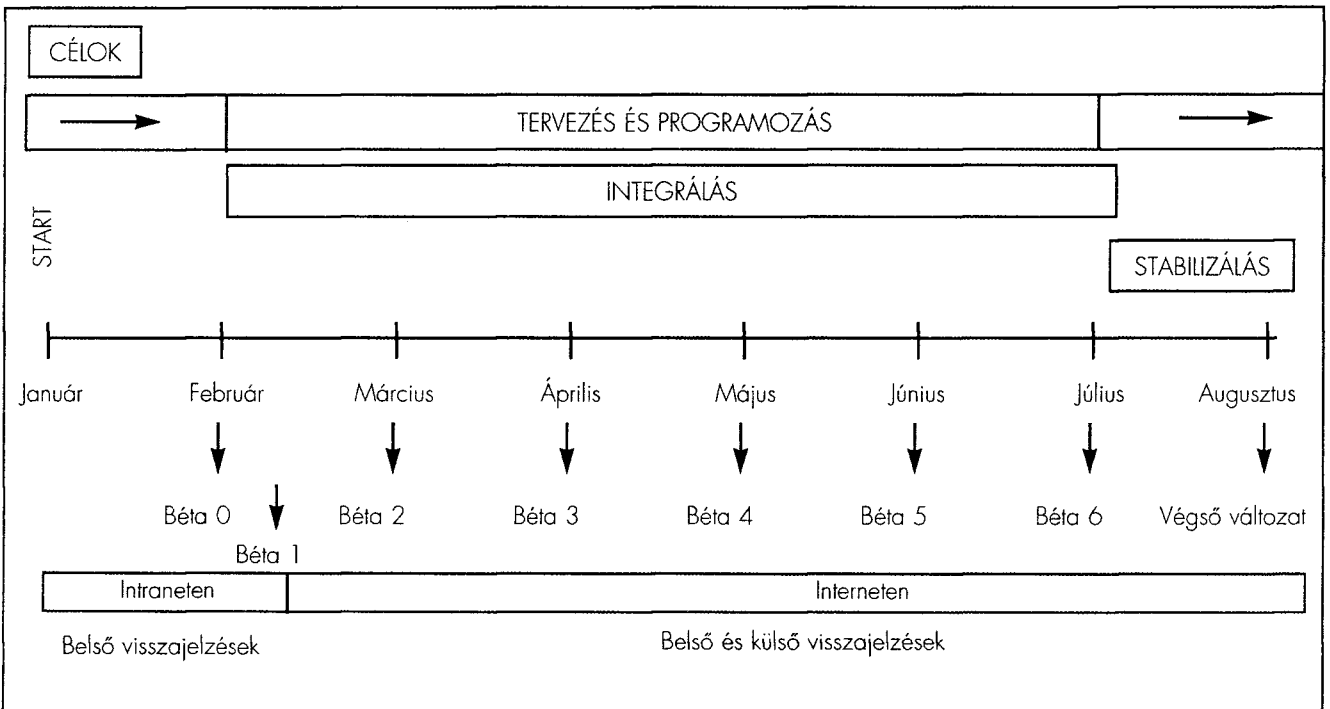 CÉLOK
TERVEZÉS ÉS PROGRAMOZÁS
INTEGRÁLÁS
START
STABILIZÁLÁS
Január Február Március Április Május Június Július Augusztus
Béta 0 Béta 2 Béta 3 Béta 4 Béta 5 Béta 6 Végső változat
Béta 1
Intraneten Interneten
Belső visszajelzések Belső és külső visszajelzések